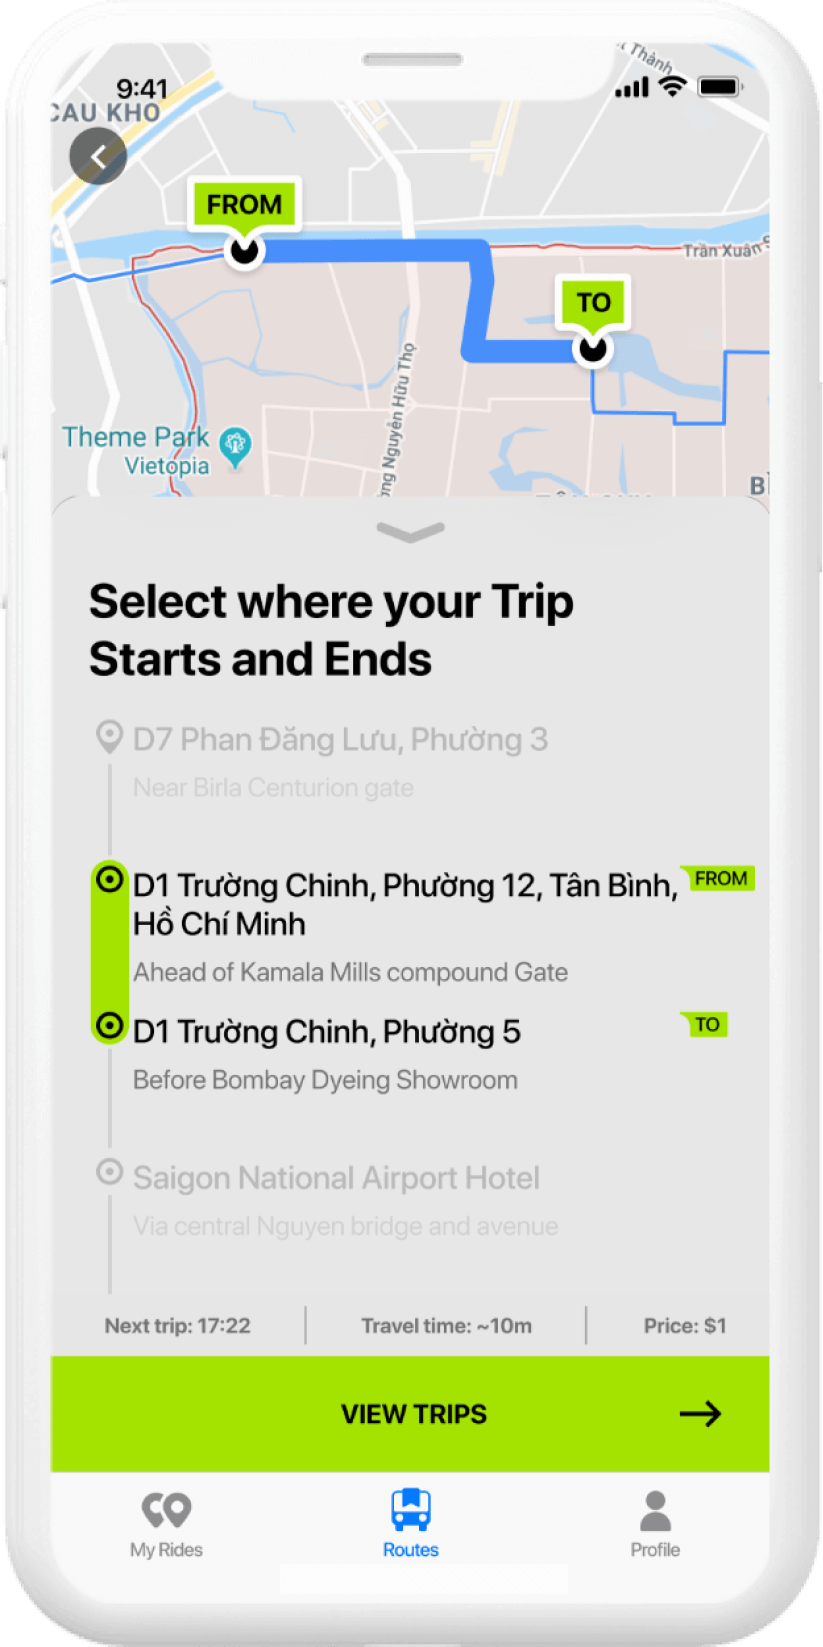 9:41
Thành
CAU KHO
FROM
Trần Xuân
TO
Nguyễn Hữu Thọ
Theme Park
Vietopia
Select where your Trip
Starts and Ends
D7 Phan Đăng Lưu, Phường 3
Near Birla Centurion gate
D1 Trường Chinh, Phường 12, Tân Bình,
FROM
Hồ Chí Minh
Ahead of Kamala Mills compound Gate
D1 Trường Chinh, Phường 5
TO
Before Bombay Dyeing Showroom
Saigon National Airport Hotel
Via central Nguyen bridge and avenue
Next trip: 17:22
Travel time: ~10m
Price: $1
VIEW TRIPS
My Rides
Routes
Profile